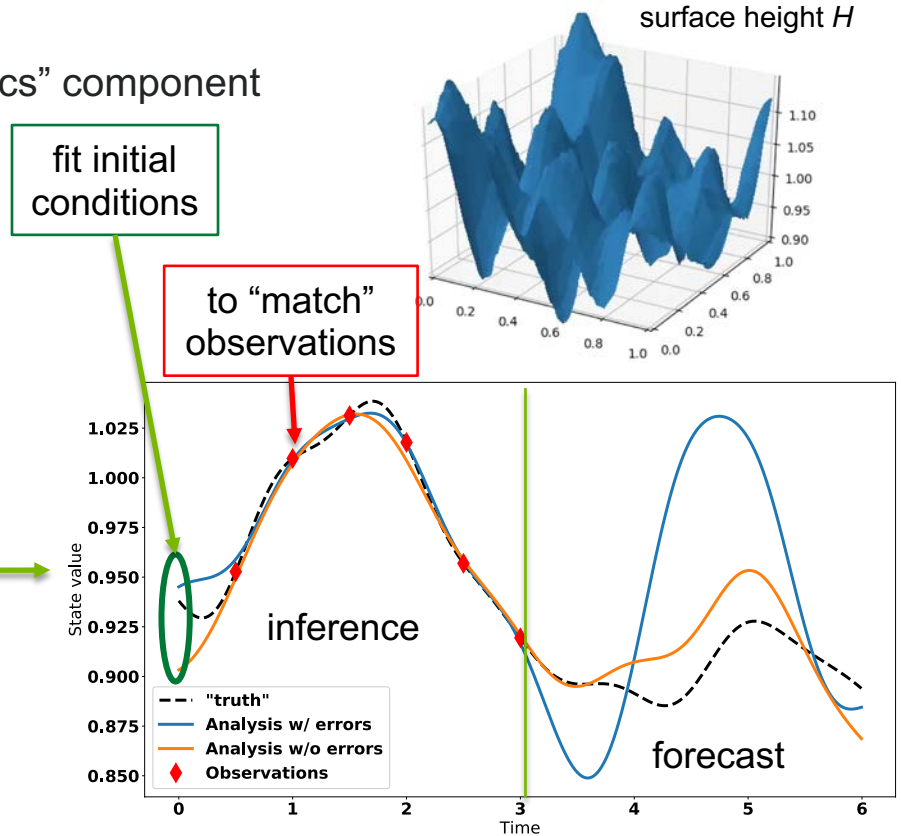 surface height H
cs” component
fit initial
conditions
to “match”
observations
1.10
1.05
1.00
0.95
0.90
0.0
0.2
0.4
0.6
0.8
1.0
0.0
0.2
0.4
0.6
0.8
1.0
1.025
1.000
0.975
0.950
0.925
0.900
0.875
0.850
State value
inference
forecast
"truth"
Analysis w/ errors
Analysis w/o errors
Observations
0
1
2
3
4
5
6
Time